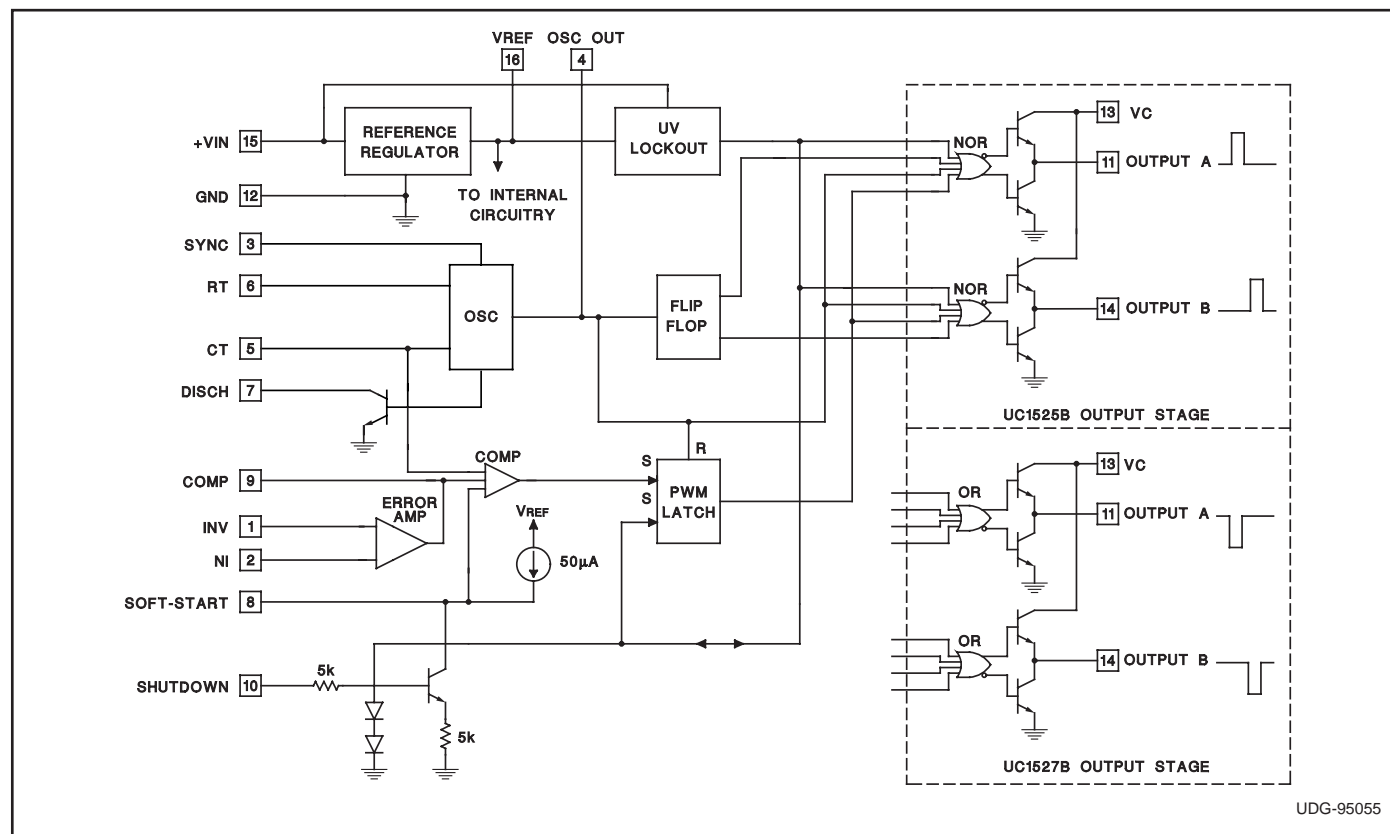 VREF OSC OUT
16 4
+VIN 15
REFERENCE
REGULATOR
UV
LOCKOUT
GND 12
TO INTERNAL
CIRCUITRY
SYNC 3
RT 6
OSC
FLIP
FLOP
CT 5
DISCH 7
NOR
13 VC
11 OUTPUT A
NOR
14 OUTPUT B
UC1525B OUTPUT STAGE
COMP 9
COMP
S
R
S
PWM
LATCH
INV 1
ERROR
AMP
NI 2
VREF
50µA
SOFT-START 8
SHUTDOWN 10
5k
5k
13 VC
OR
11 OUTPUT A
OR
14 OUTPUT B
UC1527B OUTPUT STAGE
UDG-95055